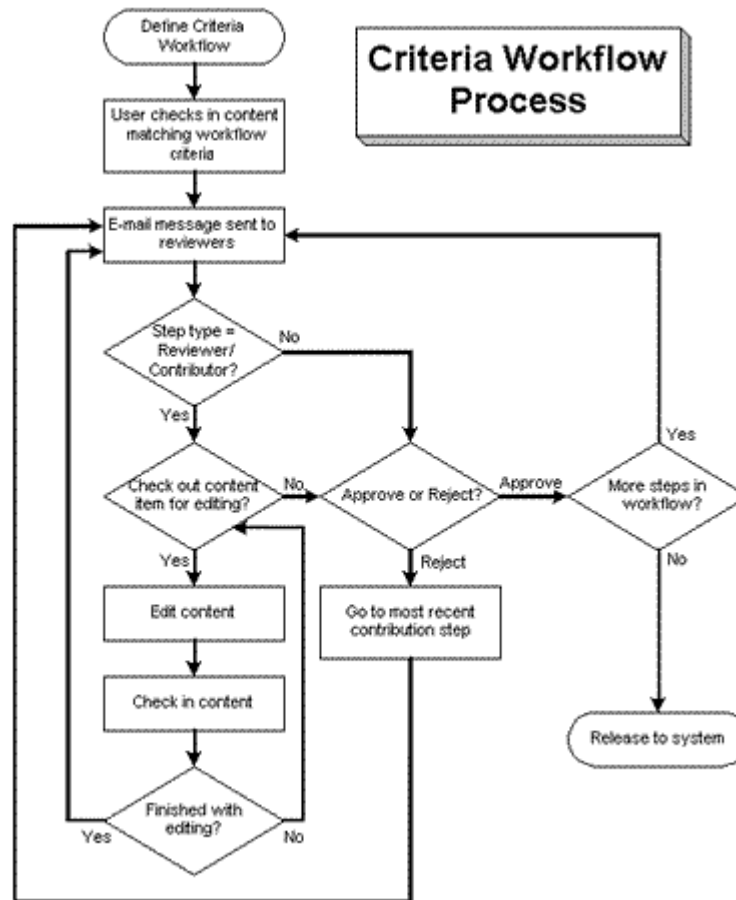 Define Criteria
Workflow
Criteria Workflow
Process
User checks in content
matching workflow
criteria
E-mail message sent to
reviewers
Step type =
Reviewer/
Contributor?
No
Yes
Check out content
item for editing?
No
Approve or Reject?
Approve
More steps in
workflow?
Yes
Yes
Reject
No
Edit content
Go to most recent
contribution step
Check in content
Release to system
Finished with
editing?
Yes
No